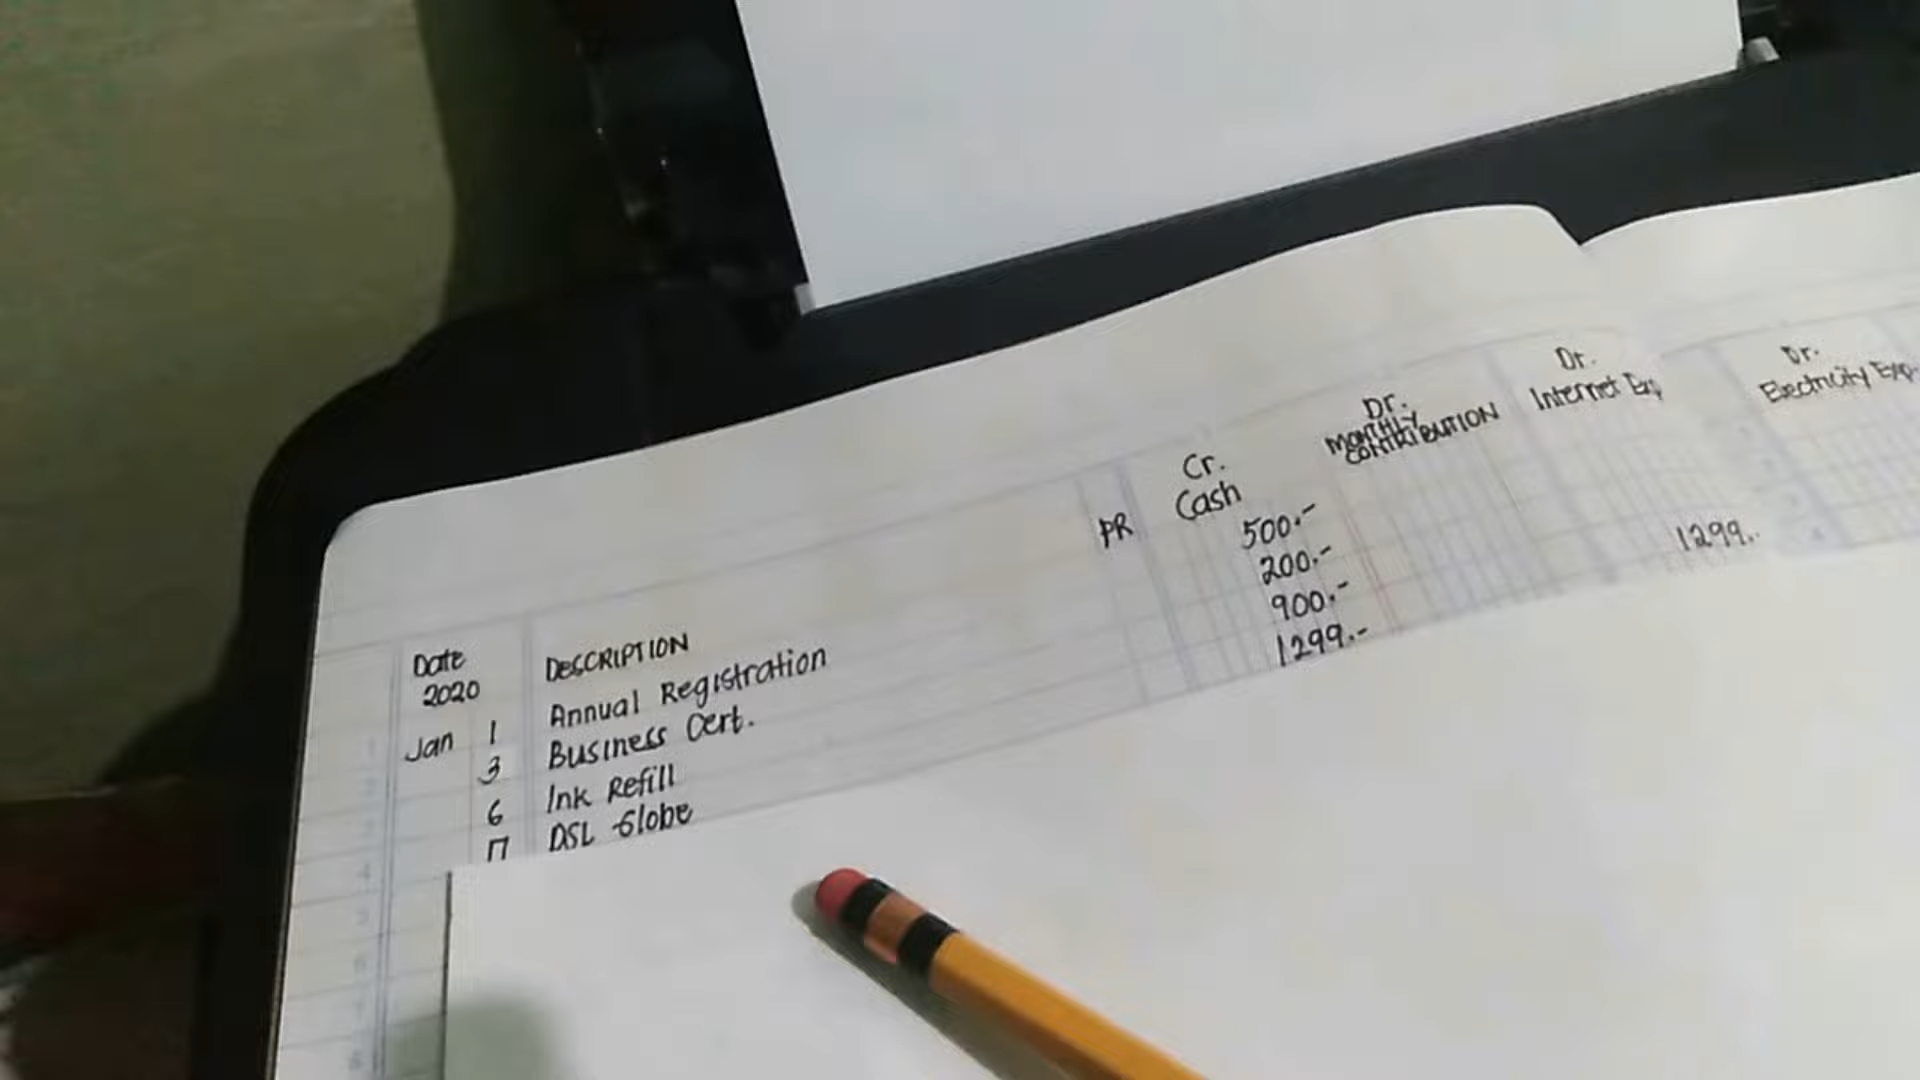 Date DESCRIPTION PR Cr. Cash Dr. MONTHLY CONTRIBUTION Dr. Internet Exp Dr. Electricity Exp.
2020
Jan 1 Annual Registration 500.-
3 Business Cert. 200.-
6 Ink Refill 900.-
17 DSL Globe 1299.- 1299.-